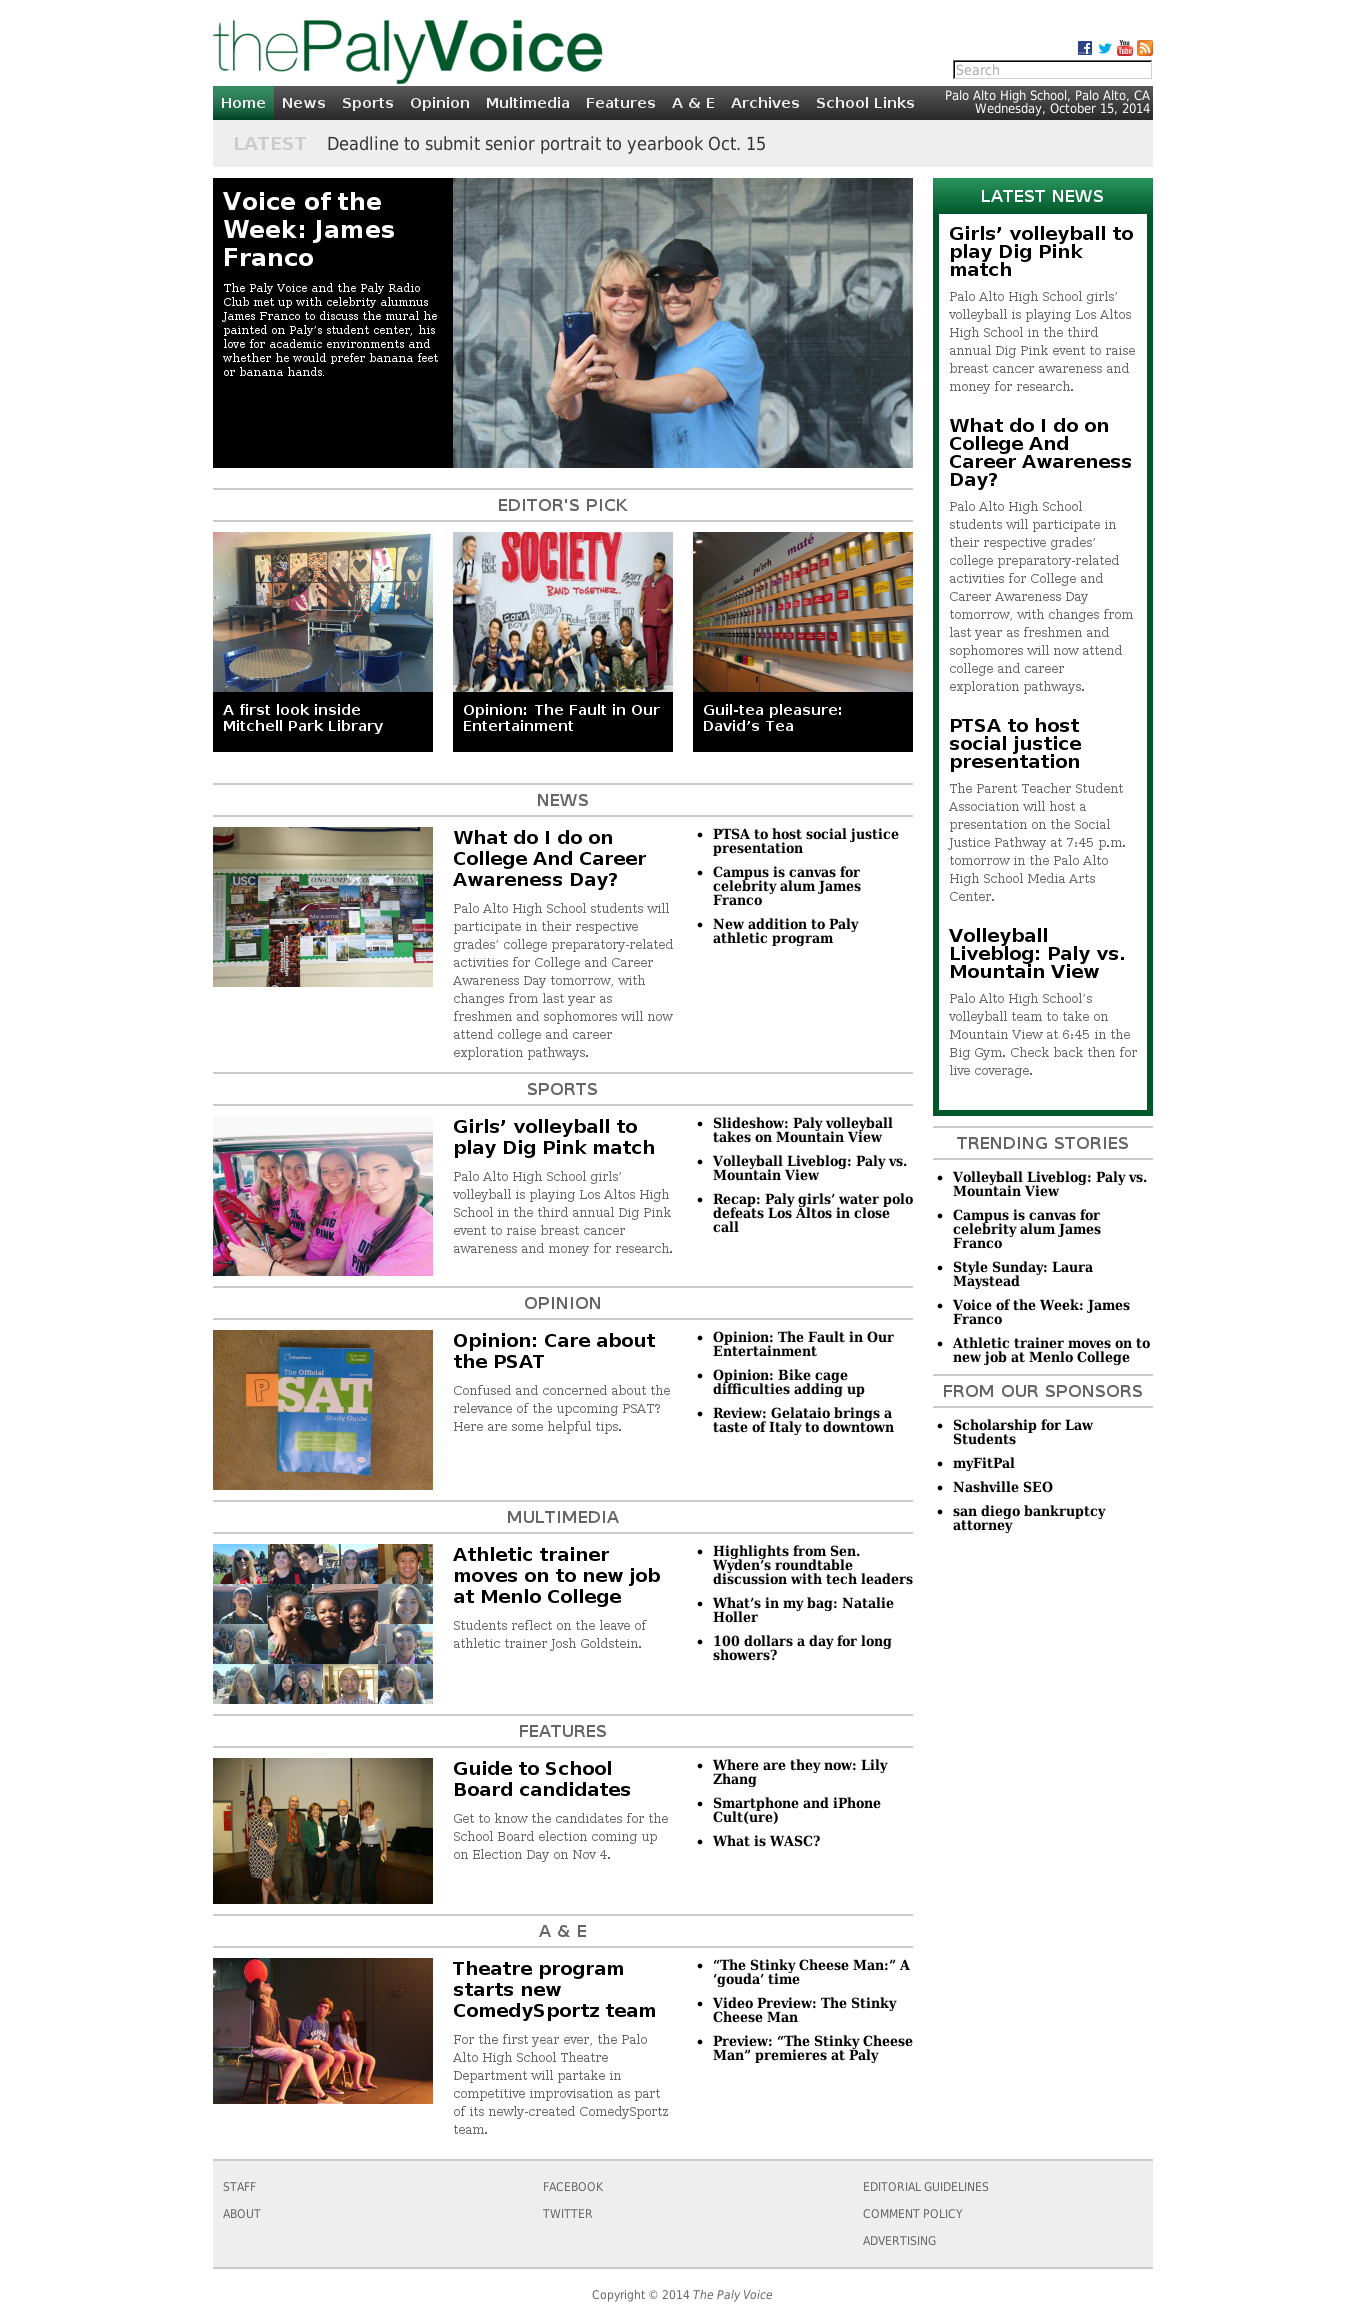 thePalyVoice
Search
Home News Sports Opinion Multimedia Features A & E Archives School Links
Palo Alto High School, Palo Alto, CA
Wednesday, October 15, 2014
LATEST Deadline to submit senior portrait to yearbook Oct. 15
Voice of the
Week: James
Franco
The Paly Voice and the Paly Radio
Club met up with celebrity alumnus
James Franco to discuss the mural he
painted on Paly’s student center, his
love for academic environments and
whether he would prefer banana feet
or banana hands.
EDITOR'S PICK
SOCIETY
BAND TOGETHER..
A first look inside
Mitchell Park Library
Opinion: The Fault in Our
Entertainment
maté
Guil-tea pleasure:
David’s Tea
NEWS
USC
What do I do on
College And Career
Awareness Day?
Palo Alto High School students will
participate in their respective
grades’ college preparatory-related
activities for College and Career
Awareness Day tomorrow, with
changes from last year as
freshmen and sophomores will now
attend college and career
exploration pathways.
• PTSA to host social justice
presentation
• Campus is canvas for
celebrity alum James
Franco
• New addition to Paly
athletic program
SPORTS
DIG
PINK
Girls’ volleyball to
play Dig Pink match
Palo Alto High School girls’
volleyball is playing Los Altos High
School in the third annual Dig Pink
event to raise breast cancer
awareness and money for research.
• Slideshow: Paly volleyball
takes on Mountain View
• Volleyball Liveblog: Paly vs.
Mountain View
• Recap: Paly girls’ water polo
defeats Los Altos in close
call
OPINION
The Official
PSAT
Study Guide
Opinion: Care about
the PSAT
Confused and concerned about the
relevance of the upcoming PSAT?
Here are some helpful tips.
• Opinion: The Fault in Our
Entertainment
• Opinion: Bike cage
difficulties adding up
• Review: Gelataio brings a
taste of Italy to downtown
MULTIMEDIA
Athletic trainer
moves on to new job
at Menlo College
Students reflect on the leave of
athletic trainer Josh Goldstein.
• Highlights from Sen.
Wyden’s roundtable
discussion with tech leaders
• What’s in my bag: Natalie
Holler
• 100 dollars a day for long
showers?
FEATURES
Guide to School
Board candidates
Get to know the candidates for the
School Board election coming up
on Election Day on Nov 4.
• Where are they now: Lily
Zhang
• Smartphone and iPhone
Cult(ure)
• What is WASC?
A & E
Theatre program
starts new
ComedySportz team
For the first year ever, the Palo
Alto High School Theatre
Department will partake in
competitive improvisation as part
of its newly-created ComedySportz
team.
• “The Stinky Cheese Man:” A
‘gouda’ time
• Video Preview: The Stinky
Cheese Man
• Preview: “The Stinky Cheese
Man” premieres at Paly
LATEST NEWS
Girls’ volleyball to
play Dig Pink
match
Palo Alto High School girls’
volleyball is playing Los Altos
High School in the third
annual Dig Pink event to raise
breast cancer awareness and
money for research.
What do I do on
College And
Career Awareness
Day?
Palo Alto High School
students will participate in
their respective grades’
college preparatory-related
activities for College and
Career Awareness Day
tomorrow, with changes from
last year as freshmen and
sophomores will now attend
college and career
exploration pathways.
PTSA to host
social justice
presentation
The Parent Teacher Student
Association will host a
presentation on the Social
Justice Pathway at 7:45 p.m.
tomorrow in the Palo Alto
High School Media Arts
Center.
Volleyball
Liveblog: Paly vs.
Mountain View
Palo Alto High School’s
volleyball team to take on
Mountain View at 6:45 in the
Big Gym. Check back then for
live coverage.
TRENDING STORIES
• Volleyball Liveblog: Paly vs.
Mountain View
• Campus is canvas for
celebrity alum James
Franco
• Style Sunday: Laura
Maystead
• Voice of the Week: James
Franco
• Athletic trainer moves on to
new job at Menlo College
FROM OUR SPONSORS
• Scholarship for Law
Students
• myFitPal
• Nashville SEO
• san diego bankruptcy
attorney
STAFF
ABOUT
FACEBOOK
TWITTER
EDITORIAL GUIDELINES
COMMENT POLICY
ADVERTISING
Copyright © 2014 The Paly Voice